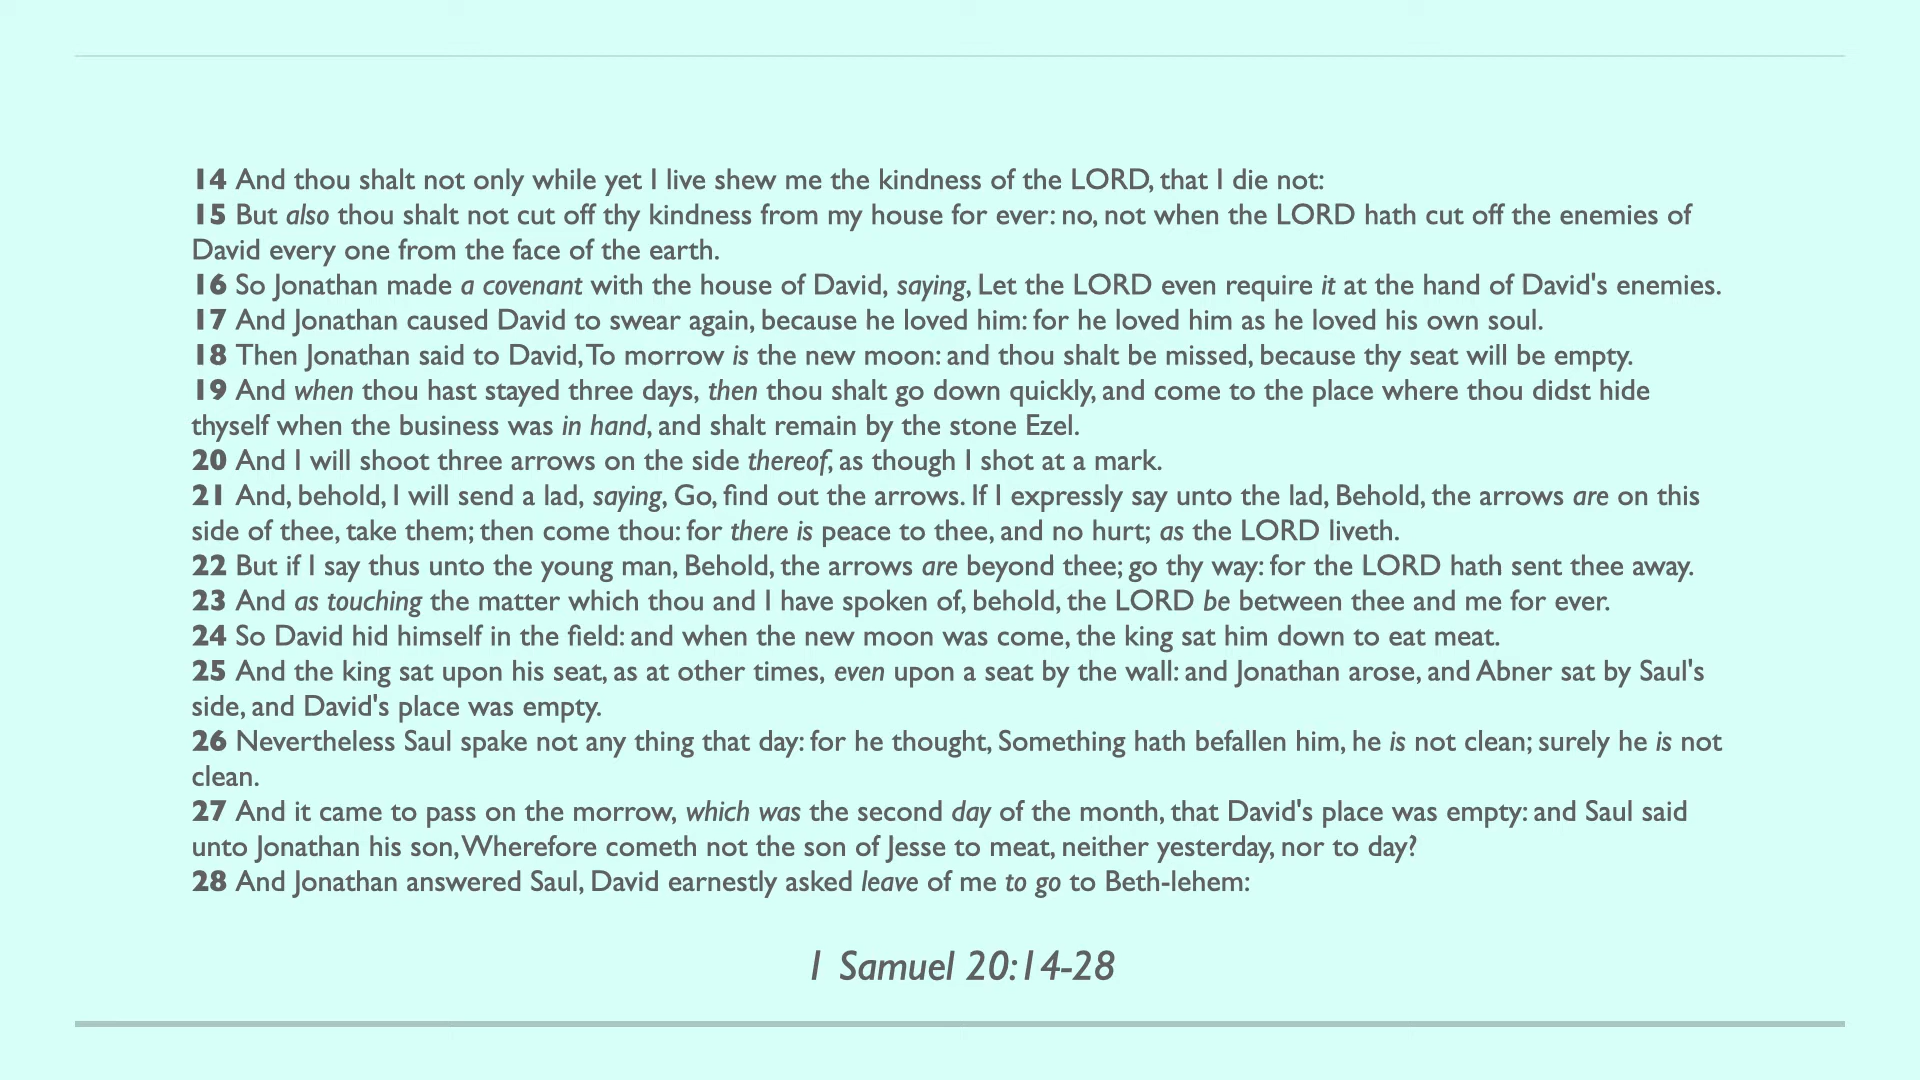 14 And thou shalt not only while yet I live shew me the kindness of the LORD, that I die not:
15 But also thou shalt not cut off thy kindness from my house for ever: no, not when the LORD hath cut off the enemies of
David every one from the face of the earth.
16 So Jonathan made a covenant with the house of David, saying, Let the LORD even require it at the hand of David's enemies.
17 And Jonathan caused David to swear again, because he loved him: for he loved him as he loved his own soul.
18 Then Jonathan said to David, To morrow is the new moon: and thou shalt be missed, because thy seat will be empty.
19 And when thou hast stayed three days, then thou shalt go down quickly, and come to the place where thou didst hide
thyself when the business was in hand, and shalt remain by the stone Ezel.
20 And I will shoot three arrows on the side thereof, as though I shot at a mark.
21 And, behold, I will send a lad, saying, Go, find out the arrows. If I expressly say unto the lad, Behold, the arrows are on this
side of thee, take them; then come thou: for there is peace to thee, and no hurt; as the LORD liveth.
22 But if I say thus unto the young man, Behold, the arrows are beyond thee; go thy way: for the LORD hath sent thee away.
23 And as touching the matter which thou and I have spoken of, behold, the LORD be between thee and me for ever.
24 So David hid himself in the field: and when the new moon was come, the king sat him down to eat meat.
25 And the king sat upon his seat, as at other times, even upon a seat by the wall: and Jonathan arose, and Abner sat by Saul's
side, and David's place was empty.
26 Nevertheless Saul spake not any thing that day: for he thought, Something hath befallen him, he is not clean; surely he is not
clean.
27 And it came to pass on the morrow, which was the second day of the month, that David's place was empty: and Saul said
unto Jonathan his son, Wherefore cometh not the son of Jesse to meat, neither yesterday, nor to day?
28 And Jonathan answered Saul, David earnestly asked leave of me to go to Beth-lehem:
1 Samuel 20:14-28